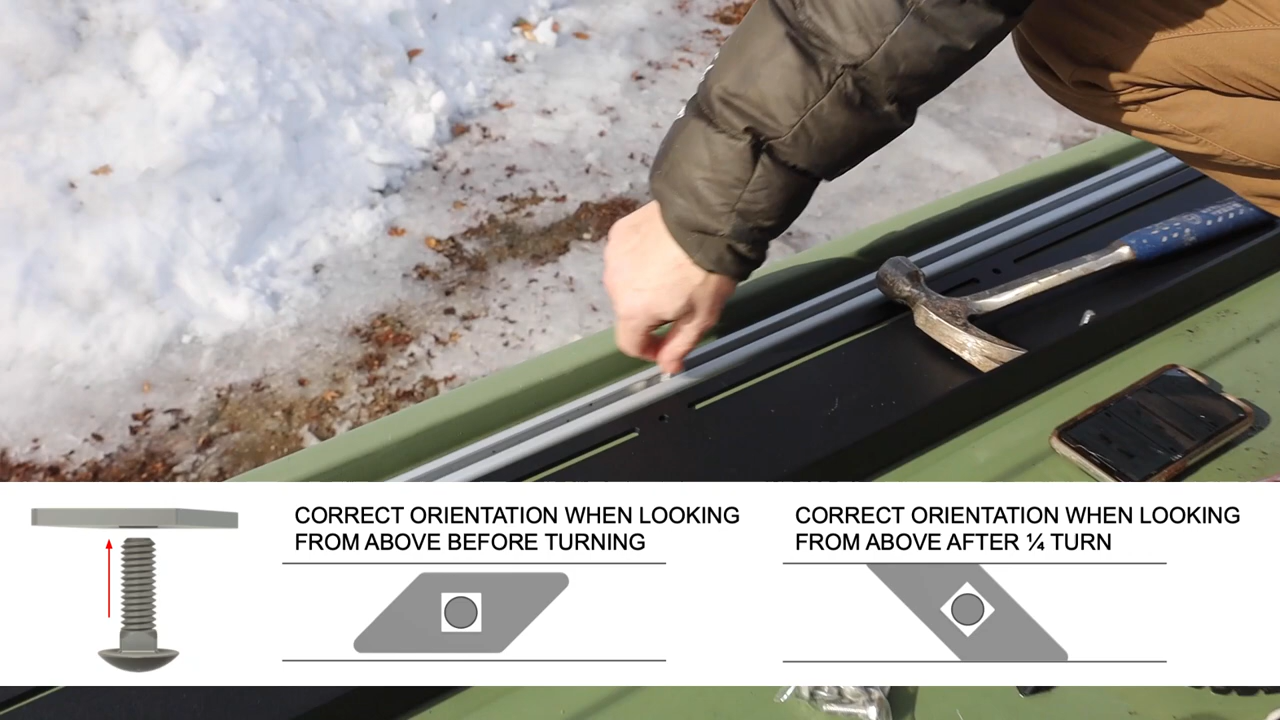 CORRECT ORIENTATION WHEN LOOKING
FROM ABOVE BEFORE TURNING
CORRECT ORIENTATION WHEN LOOKING
FROM ABOVE AFTER ¼ TURN